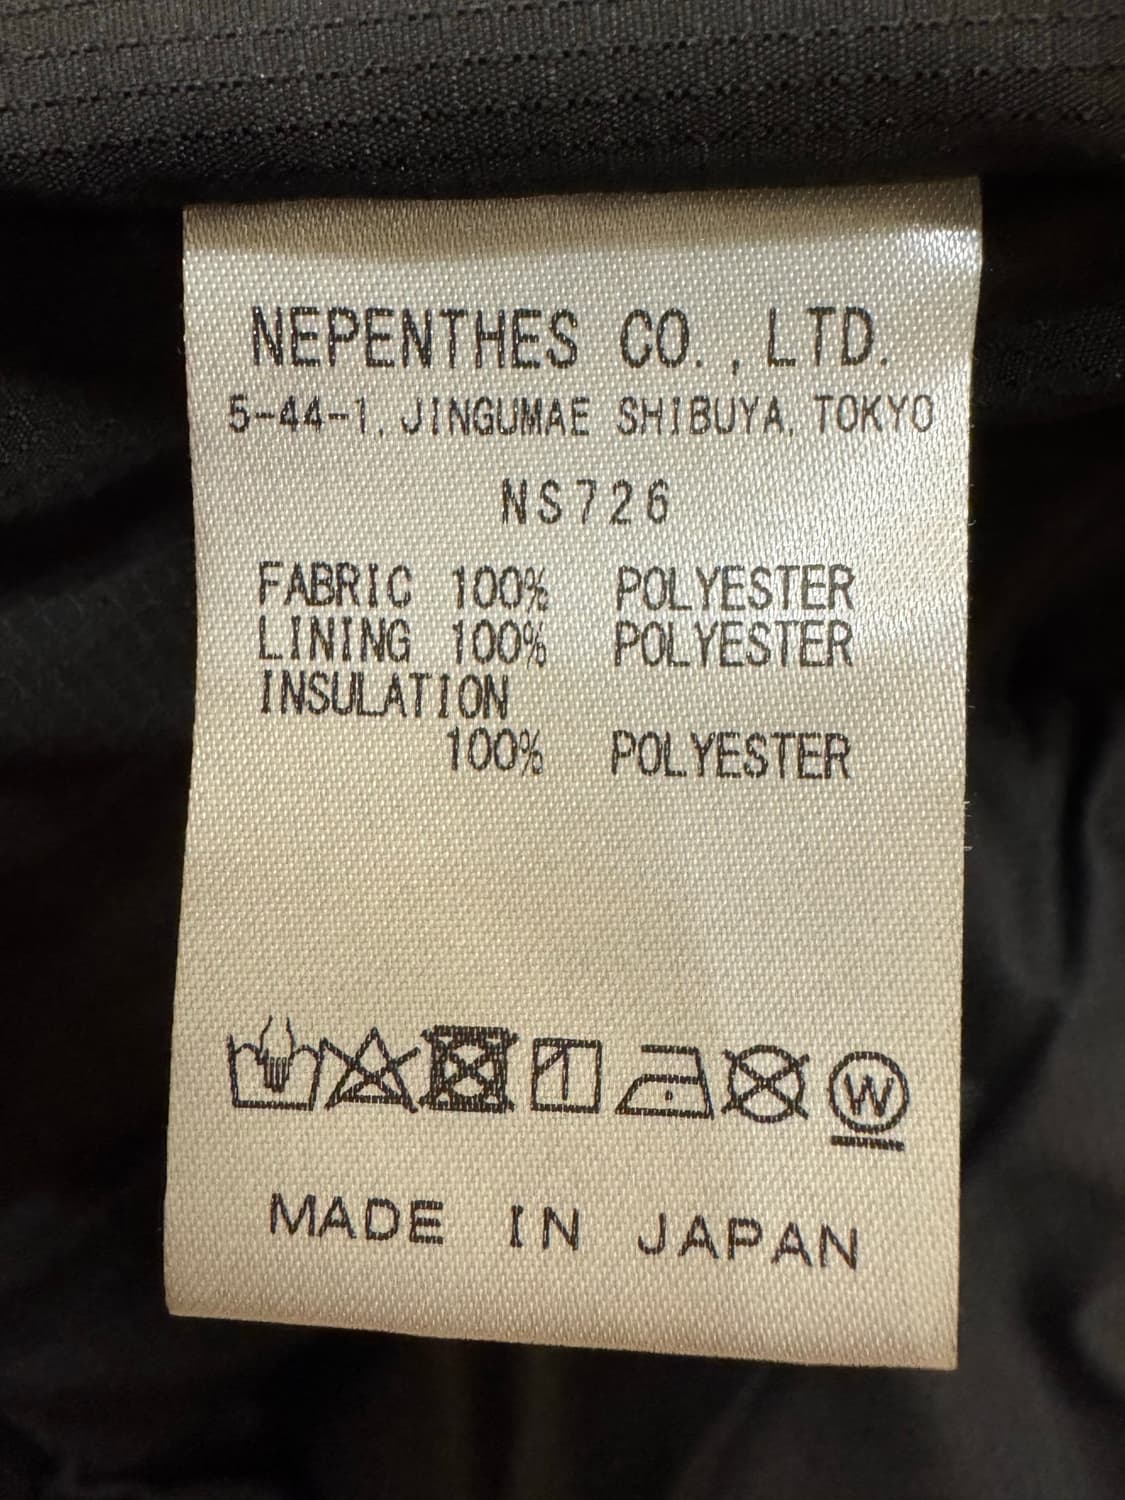 NEPENTHES CO., LTD.
5-44-1, JINGUMAE SHIBUYA, TOKYO
NS726
FABRIC 100% POLYESTER
LINING 100% POLYESTER
INSULATION
100% POLYESTER
W
MADE IN JAPAN